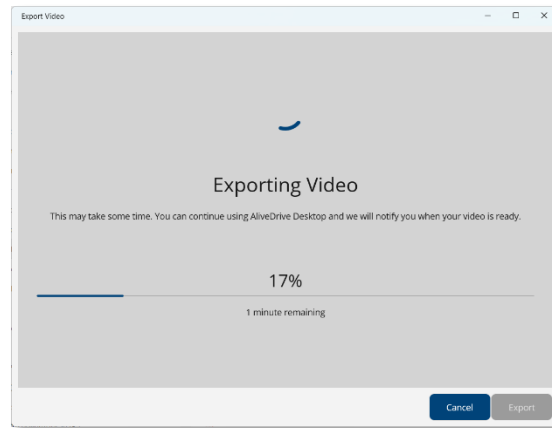 Export Video
Exporting Video
This may take some time. You can continue using AliveDrive Desktop and we will notify you when your video is ready.
17%
1 minute remaining
Cancel
Export